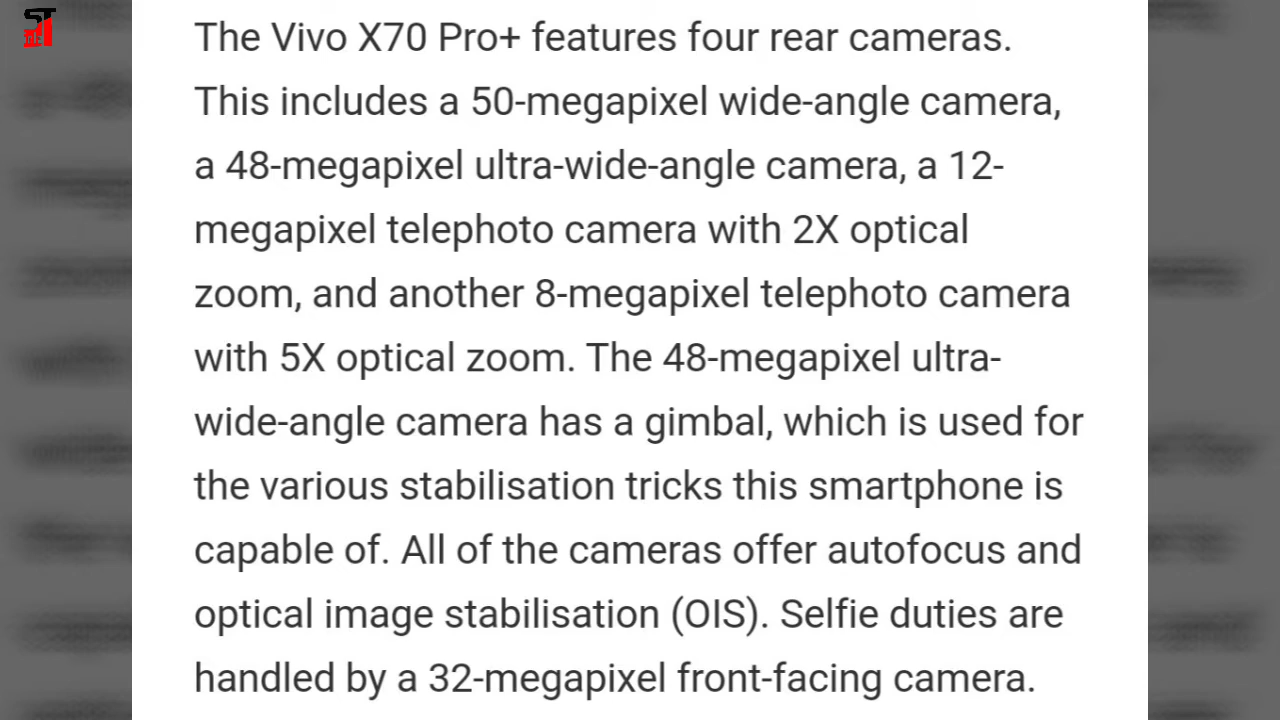 ST
The Vivo X70 Pro+ features four rear cameras.
This includes a 50-megapixel wide-angle camera,
a 48-megapixel ultra-wide-angle camera, a 12-
megapixel telephoto camera with 2X optical
zoom, and another 8-megapixel telephoto camera
with 5X optical zoom. The 48-megapixel ultra-
wide-angle camera has a gimbal, which is used for
the various stabilisation tricks this smartphone is
capable of. All of the cameras offer autofocus and
optical image stabilisation (OIS). Selfie duties are
handled by a 32-megapixel front-facing camera.